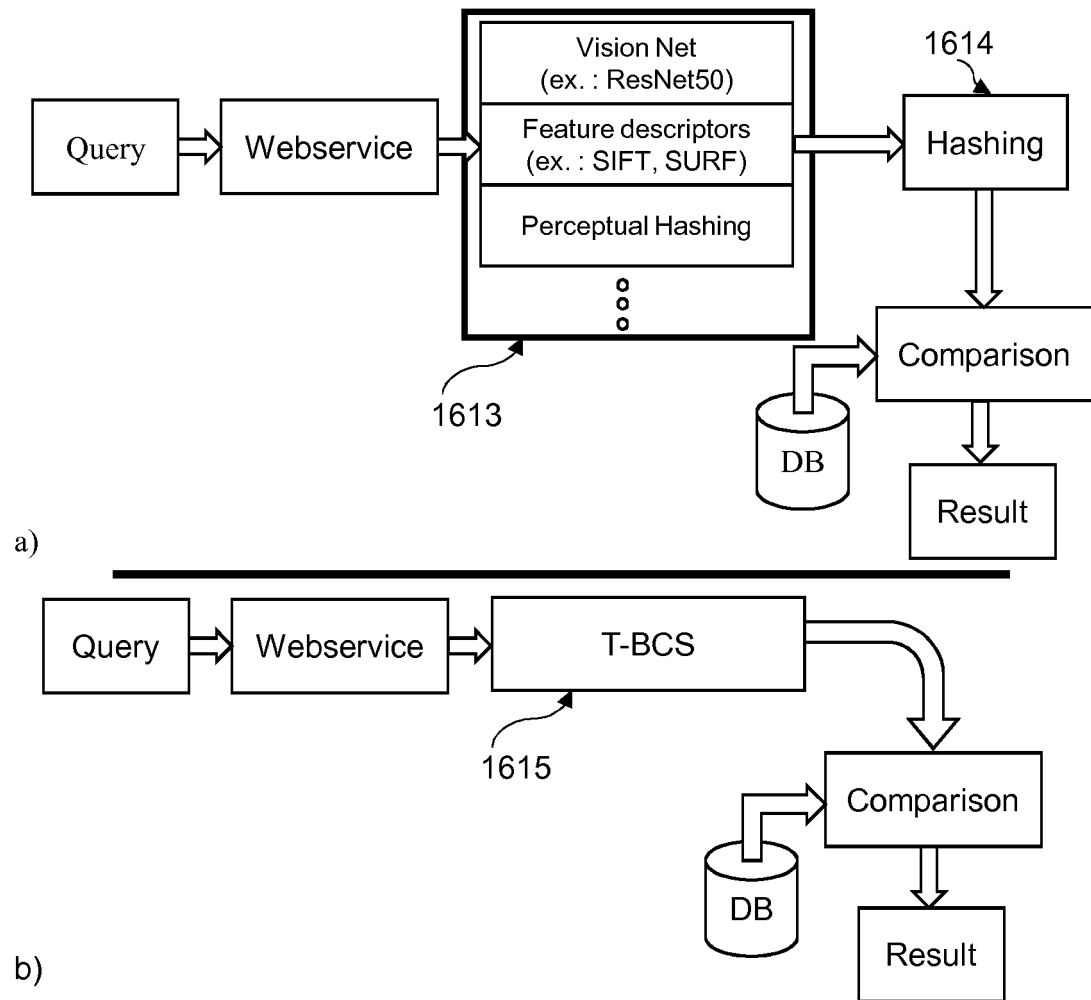 Vision Net
(ex. : ResNet50)
1614
Query
Webservice
Feature descriptors
(ex. : SIFT, SURF)
Hashing
Perceptual Hashing
Comparison
1613
DB
Result
a)
Query
Webservice
T-BCS
1615
Comparison
DB
Result
b)